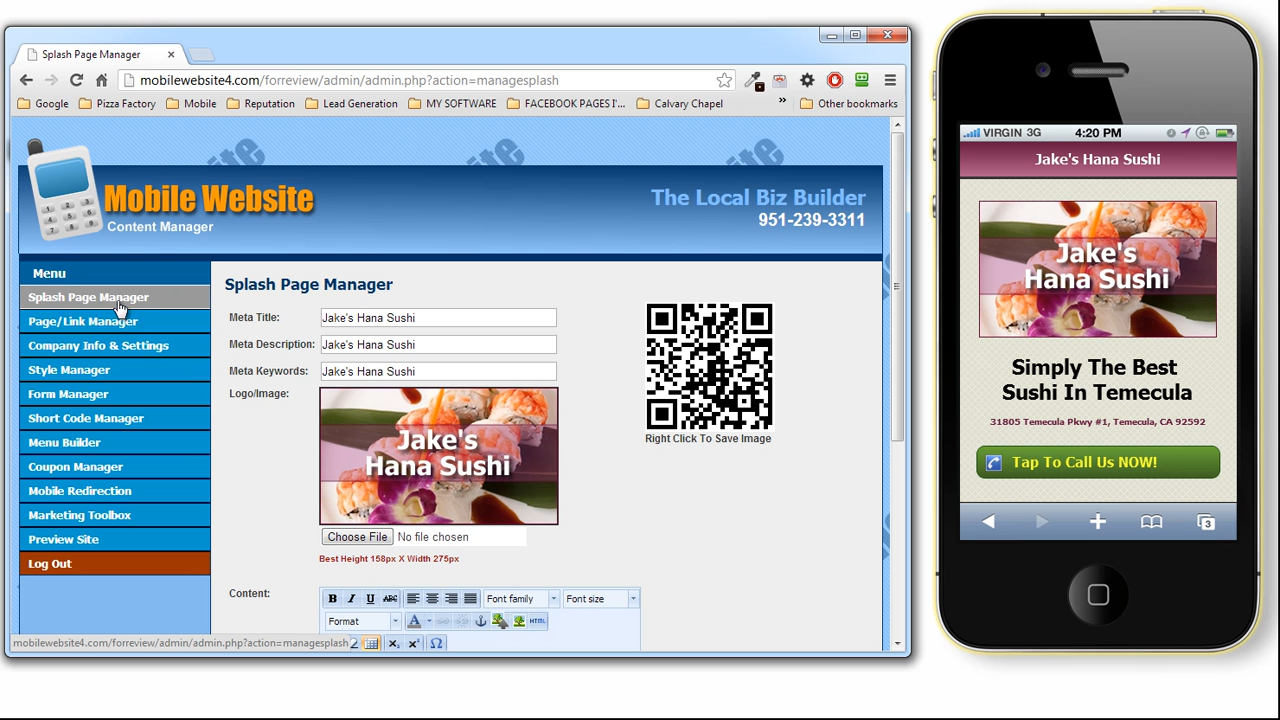 Splash Page Manager
mobilewebsite4.com/forreview/admin/admin.php?action=managesplash
Google
Pizza Factory
Mobile
Reputation
Lead Generation
MY SOFTWARE
FACEBOOK PAGES I'...
Calvary Chapel
»
Other bookmarks
Mobile Website
Content Manager
The Local Biz Builder
951-239-3311
Menu
Splash Page Manager
Page/Link Manager
Company Info & Settings
Style Manager
Form Manager
Short Code Manager
Menu Builder
Coupon Manager
Mobile Redirection
Marketing Toolbox
Preview Site
Log Out
Splash Page Manager
Meta Title: Jake's Hana Sushi
Meta Description: Jake's Hana Sushi
Meta Keywords: Jake's Hana Sushi
Logo/Image:
Jake's
Hana Sushi
Choose File No file chosen
Best Height 158px X Width 275px
Right Click To Save Image
Content:
B I U ABC Font family Font size
Format A HTML
mobilewebsite4.com/forreview/admin/admin.php?action=managesplash
VIRGIN 3G 4:20 PM
Jake's Hana Sushi
Jake's
Hana Sushi
Simply The Best
Sushi In Temecula
31805 Temecula Pkwy #1, Temecula, CA 92592
Tap To Call Us NOW!
3